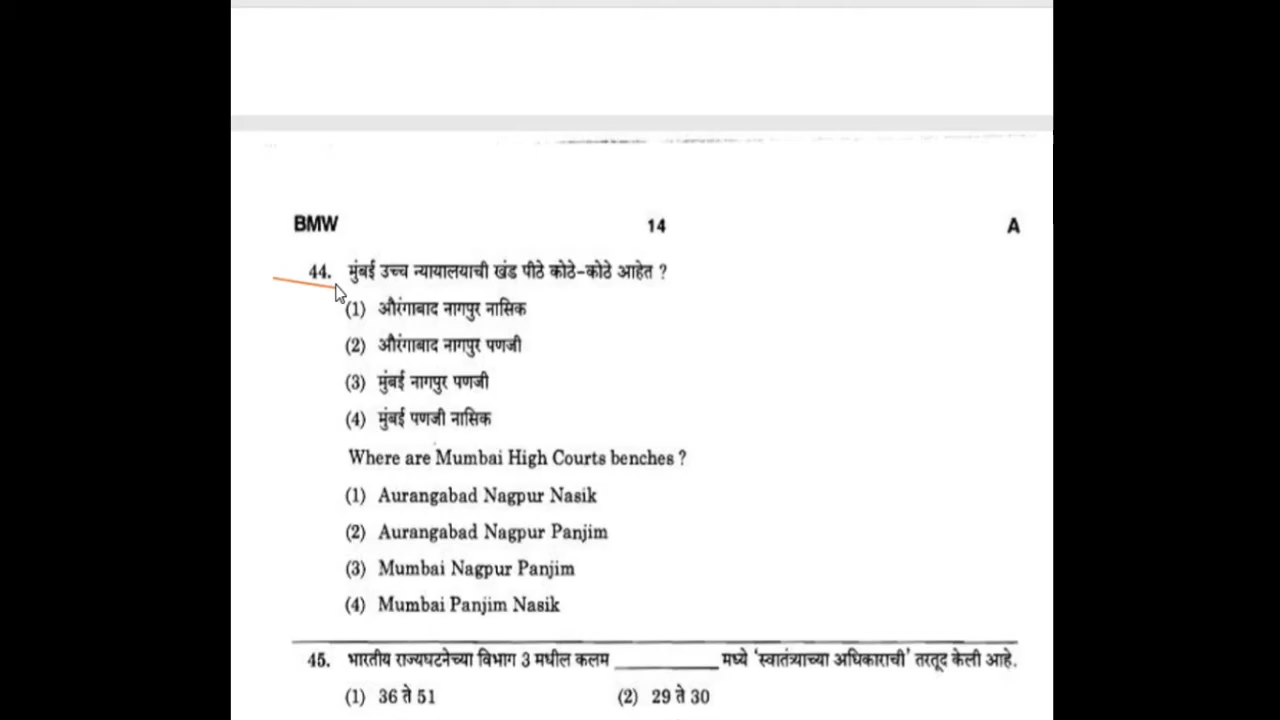 BMW 14 A
44. मुंबई उच्च न्यायालयाची खंड पीठे कोठे-कोठे आहेत ?
(1) औरंगाबाद नागपुर नासिक
(2) औरंगाबाद नागपुर पणजी
(3) मुंबई नागपुर पणजी
(4) मुंबई पणजी नासिक
Where are Mumbai High Courts benches ?
(1) Aurangabad Nagpur Nasik
(2) Aurangabad Nagpur Panjim
(3) Mumbai Nagpur Panjim
(4) Mumbai Panjim Nasik
45. भारतीय राज्यघटनेच्या विभाग 3 मधील कलम __________ मध्ये 'स्वातंत्र्याच्या अधिकाराची' तरतूद केली आहे.
(1) 36 ते 51 (2) 29 ते 30